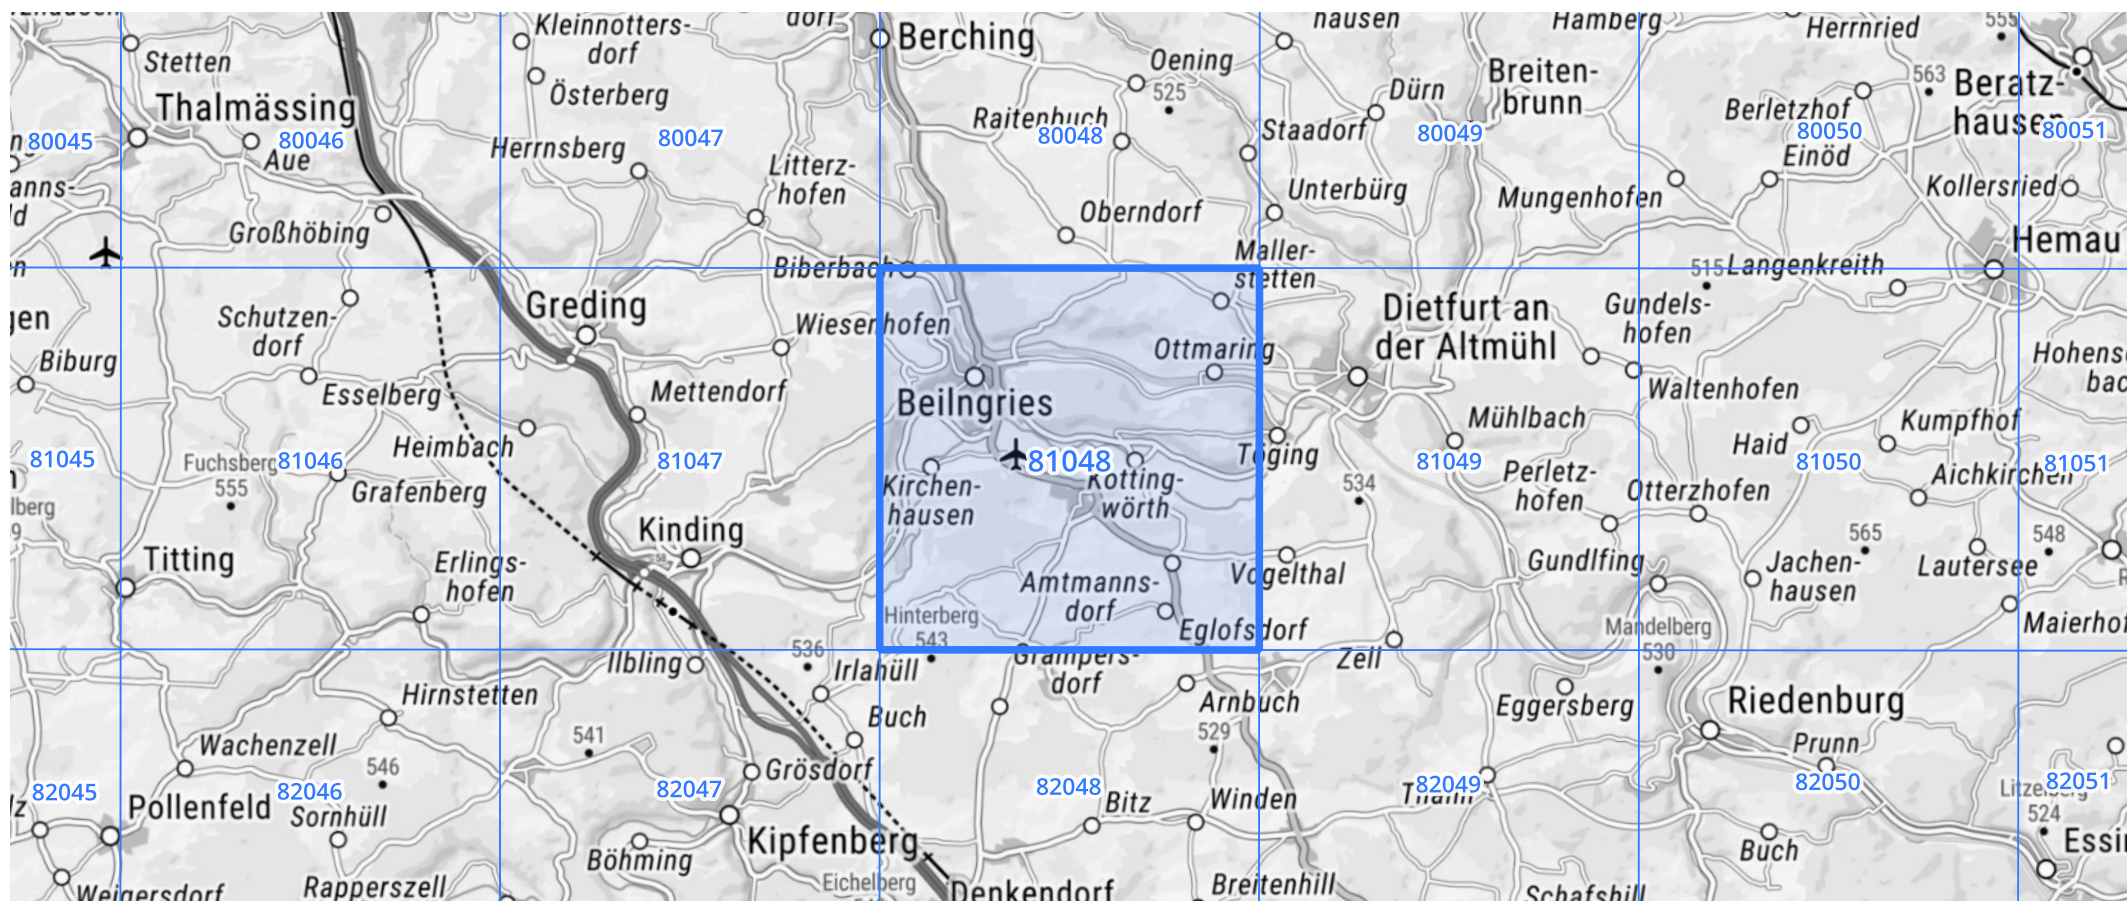 Kleinnotters-
dorf
Berching
hausen
Hamberg
Herrnried
555
Stetten
Österberg
Oening
525
Dürn
Breiten-
brunn
563
Beratz-
hausen
Thalmässing
Raitenbuch
Staadorf
Berletzhof
80045
80046
80047
80048
80049
80050
80051
Aue
Herrnsberg
Litterz-
hofen
Einöd
Unterbürg
Mungenhofen
Kollersried
Großhöbing
Oberndorf
Maller-
stetten
Hemau
Biberbach
515
Langenkreith
Schutzen-
dorf
Greding
Wiesenhofen
Dietfurt an
der Altmühl
Gundels-
hofen
Biburg
Ottmaring
Esselberg
Mettendorf
Beilngries
Waltenhofen
Heimbach
Mühlbach
Kumpfhof
Haid
81045
Fuchsberg
555
81046
81047
81048
Töging
81049
81050
81051
Grafenberg
Kirchen-
hausen
Kotting-
wörth
534
Perletz-
hofen
Otterzhofen
Aichkirchen
Titting
Kinding
565
548
Erlings-
hofen
Amtmanns-
dorf
Vogelthal
Gundlfing
Jachen-
hausen
Lautersee
Hinterberg
543
Eglofsdorf
Mandelberg
530
Maierhof
Ilbling
536
Irlahüll
Grampers-
dorf
Zell
Hirnstetten
Buch
Arnbuch
529
Eggersberg
Riedenburg
Wachenzell
546
541
Grösdorf
Prunn
82045
82046
82047
82048
82049
82050
82051
Pollenfeld
Sornhüll
Bitz
Winden
Thann
Litzelberg
524
Böhming
Kipfenberg
Buch
Weigersdorf
Rapperszell
Eichelberg
Denkendorf
Breitenhill
Schafshill